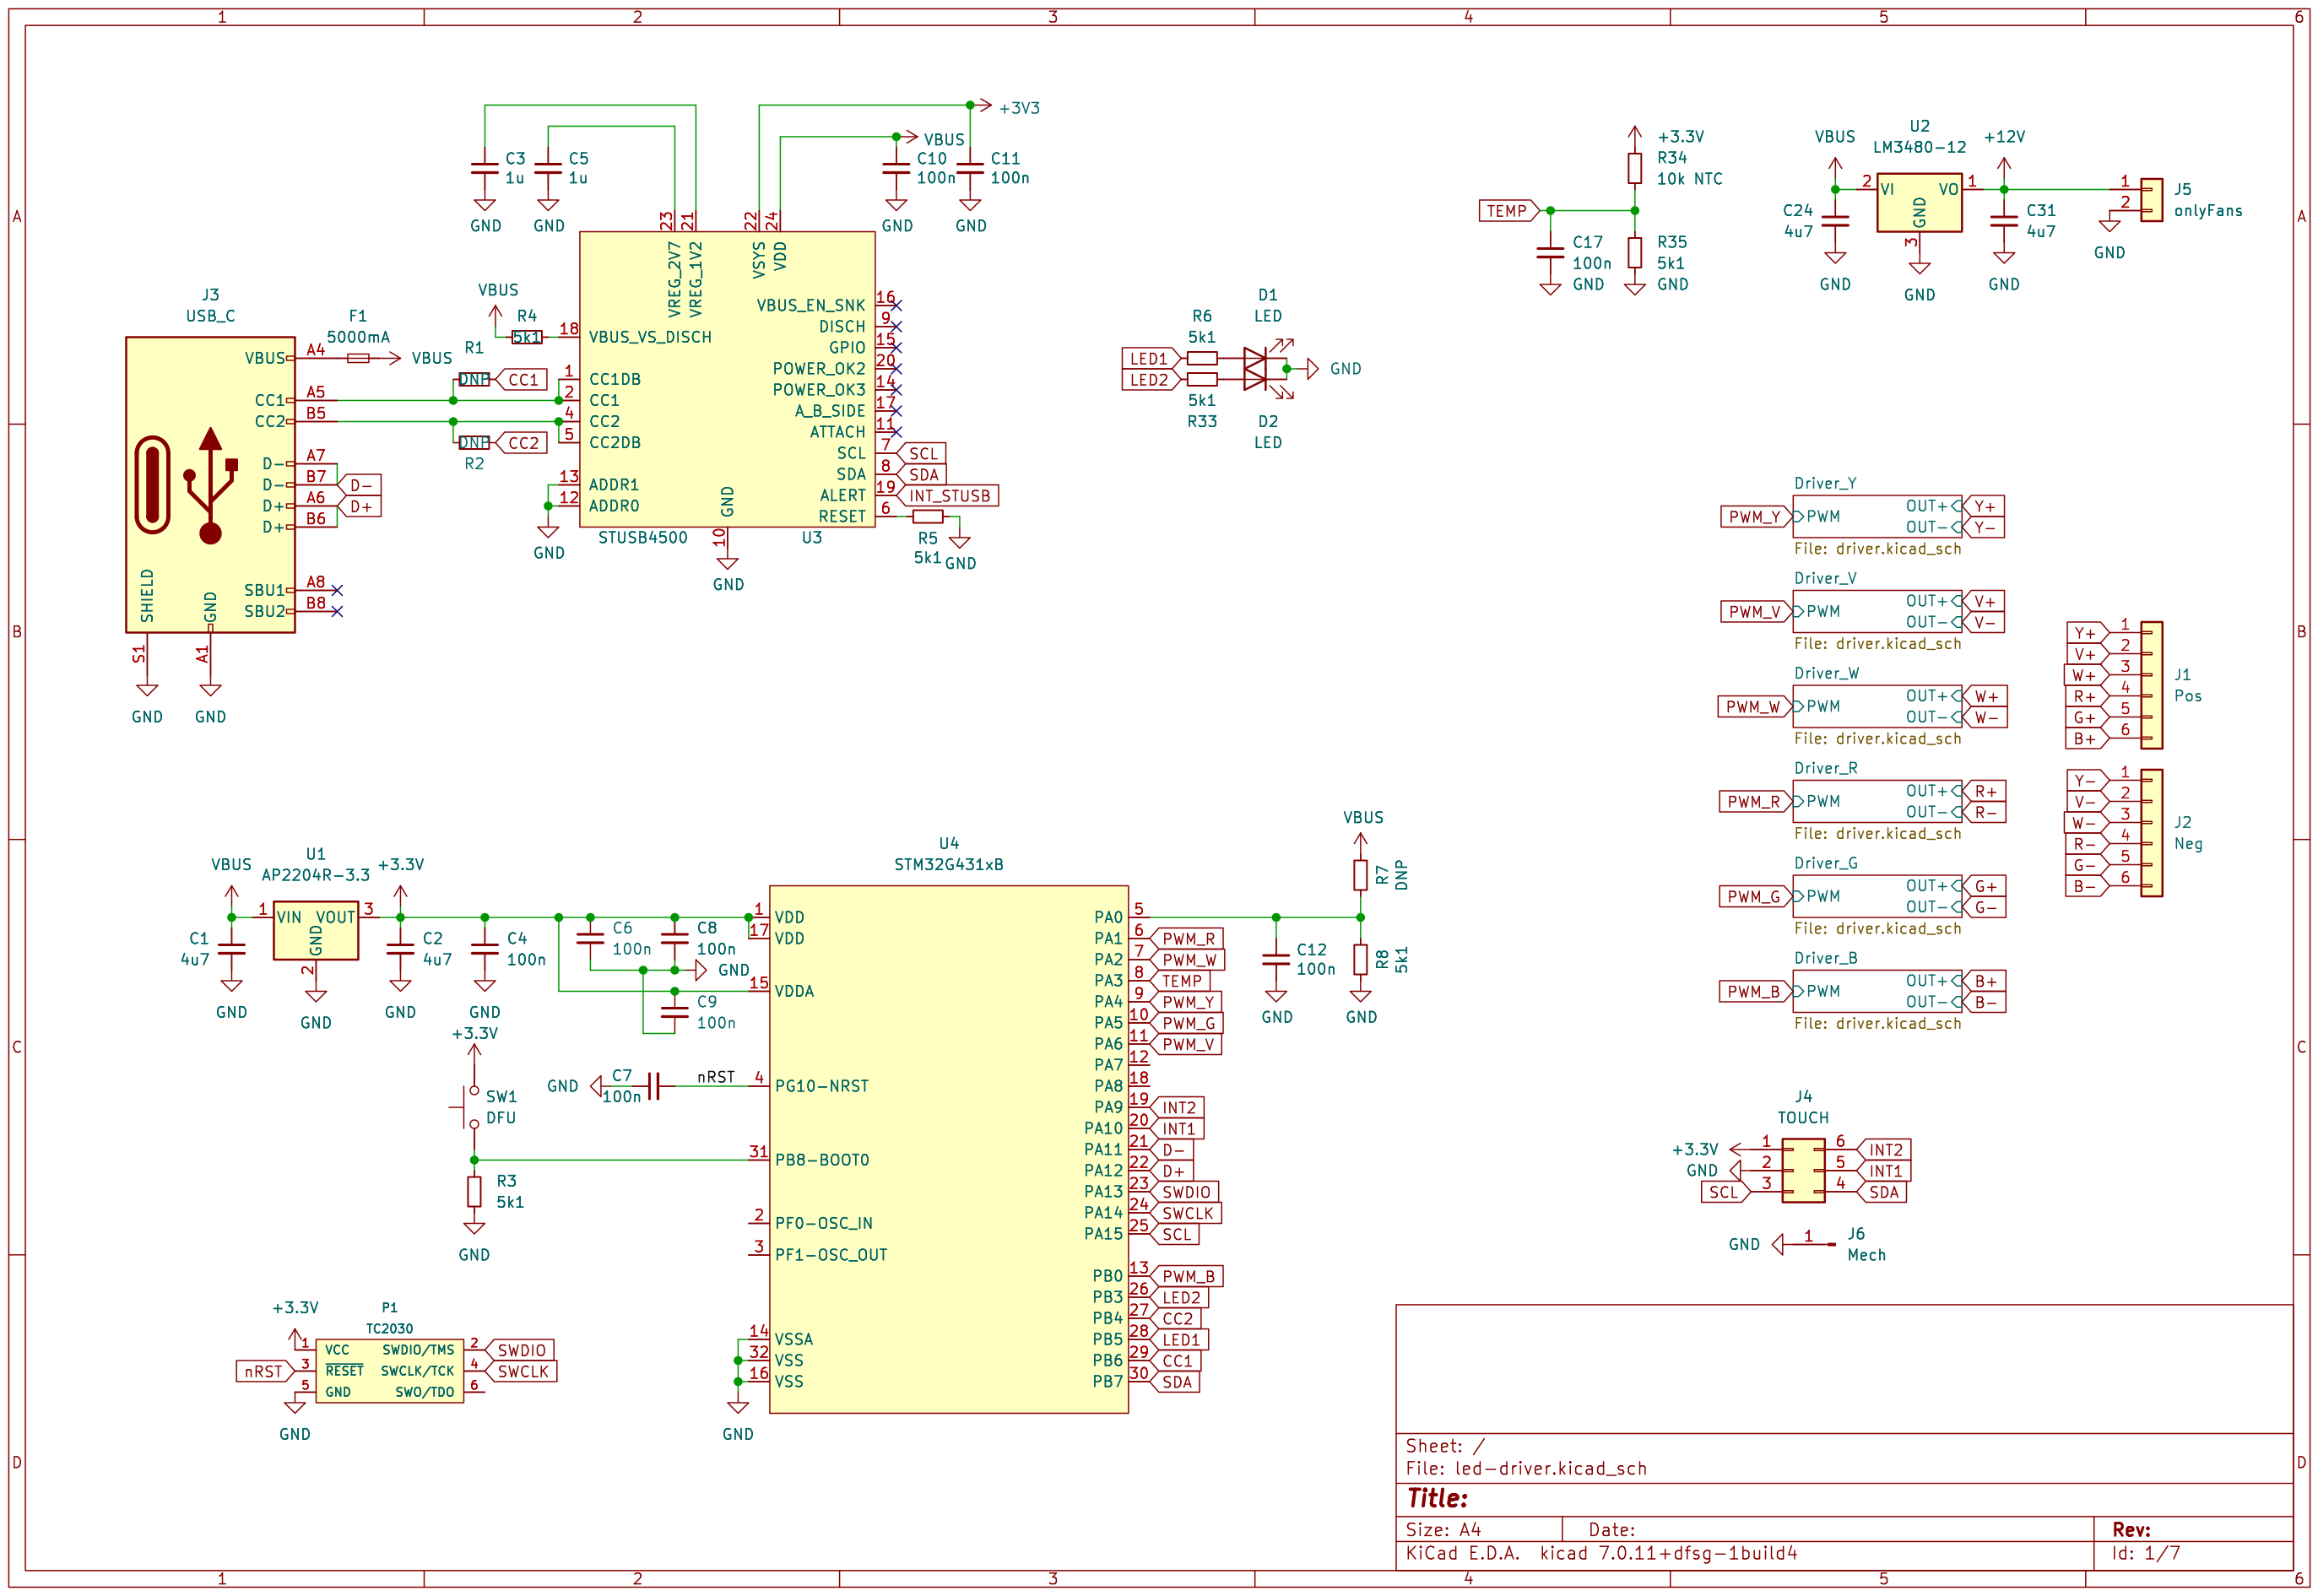 1 2 3 4 5 6
A
B
C
D
A
B
C
D
1 2 3 4 5 6
C3
1u
GND
C5
1u
GND
+3V3
VBUS
C10
100n
GND
C11
100n
GND
23 21 22 24
VREG_2V7
VREG_1V2
VSYS
VDD
VBUS
R4
5k1
18 VBUS_VS_DISCH
1 CC1DB
2 CC1
4 CC2
5 CC2DB
13 ADDR1
12 ADDR0
GND
VBUS_EN_SNK 16
DISCH 9
GPIO 15
POWER_OK2 20
POWER_OK3 14
A_B_SIDE 17
ATTACH 11
SCL 7 SCL
SDA 8 SDA
ALERT 19 INT_STUSB
RESET 6
GND
10
GND
STUSB4500
U3
R5
5k1
GND
J3
USB_C
F1
5000mA
VBUS A4
VBUS
R1
DNP
CC1
CC1 A5
CC2 B5
DNP
R2
CC2
D- A7
D- B7 D-
D+ A6 D+
D+ B6
SBU1 A8
SBU2 B8
SHIELD
GND
S1
A1
GND
GND
D1
LED
R6
5k1
LED1
LED2
5k1
R33
D2
LED
GND
+3.3V
R34
10k NTC
TEMP
C17
100n
GND
R35
5k1
GND
VBUS
U2
LM3480-12
+12V
2 VI
VO 1
GND
3
GND
C24
4u7
GND
C31
4u7
GND
1
2
J5
onlyFans
GND
Driver_Y
PWM_Y PWM
OUT+ Y+
OUT- Y-
File: driver.kicad_sch
Driver_V
PWM_V PWM
OUT+ V+
OUT- V-
File: driver.kicad_sch
Driver_W
PWM_W PWM
OUT+ W+
OUT- W-
File: driver.kicad_sch
Driver_R
PWM_R PWM
OUT+ R+
OUT- R-
File: driver.kicad_sch
Driver_G
PWM_G PWM
OUT+ G+
OUT- G-
File: driver.kicad_sch
Driver_B
PWM_B PWM
OUT+ B+
OUT- B-
File: driver.kicad_sch
Y+ 1
V+ 2
W+ 3
R+ 4
G+ 5
B+ 6
J1
Pos
Y- 1
V- 2
W- 3
R- 4
G- 5
B- 6
J2
Neg
VBUS
U1
AP2204R-3.3
+3.3V
1 VIN
VOUT 3
GND
2
GND
C1
4u7
GND
C2
4u7
GND
C4
100n
GND
C6
100n
C8
100n
GND
C9
100n
+3.3V
SW1
DFU
R3
5k1
GND
GND
C7
100n
nRST
U4
STM32G431xB
1 VDD
17 VDD
15 VDDA
4 PG10-NRST
31 PB8-BOOT0
2 PF0-OSC_IN
3 PF1-OSC_OUT
14 VSSA
32 VSS
16 VSS
GND
PA0 5
PA1 6 PWM_R
PA2 7 PWM_W
PA3 8 TEMP
PA4 9 PWM_Y
PA5 10 PWM_G
PA6 11 PWM_V
PA7 12
PA8 18
PA9 19 INT2
PA10 20 INT1
PA11 21 D-
PA12 22 D+
PA13 23 SWDIO
PA14 24 SWCLK
PA15 25 SCL
PB0 13 PWM_B
PB3 26 LED2
PB4 27 CC2
PB5 28 LED1
PB6 29 CC1
PB7 30 SDA
VBUS
R7
DNP
C12
100n
GND
R8
5k1
GND
J4
TOUCH
+3.3V 1
GND 2
SCL 3
6 INT2
5 INT1
4 SDA
GND 1
J6
Mech
+3.3V
P1
TC2030
1 VCC
nRST 3 RESET
5 GND
SWDIO/TMS 2 SWDIO
SWCLK/TCK 4 SWCLK
SWO/TDO 6
GND
Sheet: /
File: led-driver.kicad_sch
Title:
Size: A4 Date: Rev:
KiCad E.D.A. kicad 7.0.11+dfsg-1build4 Id: 1/7